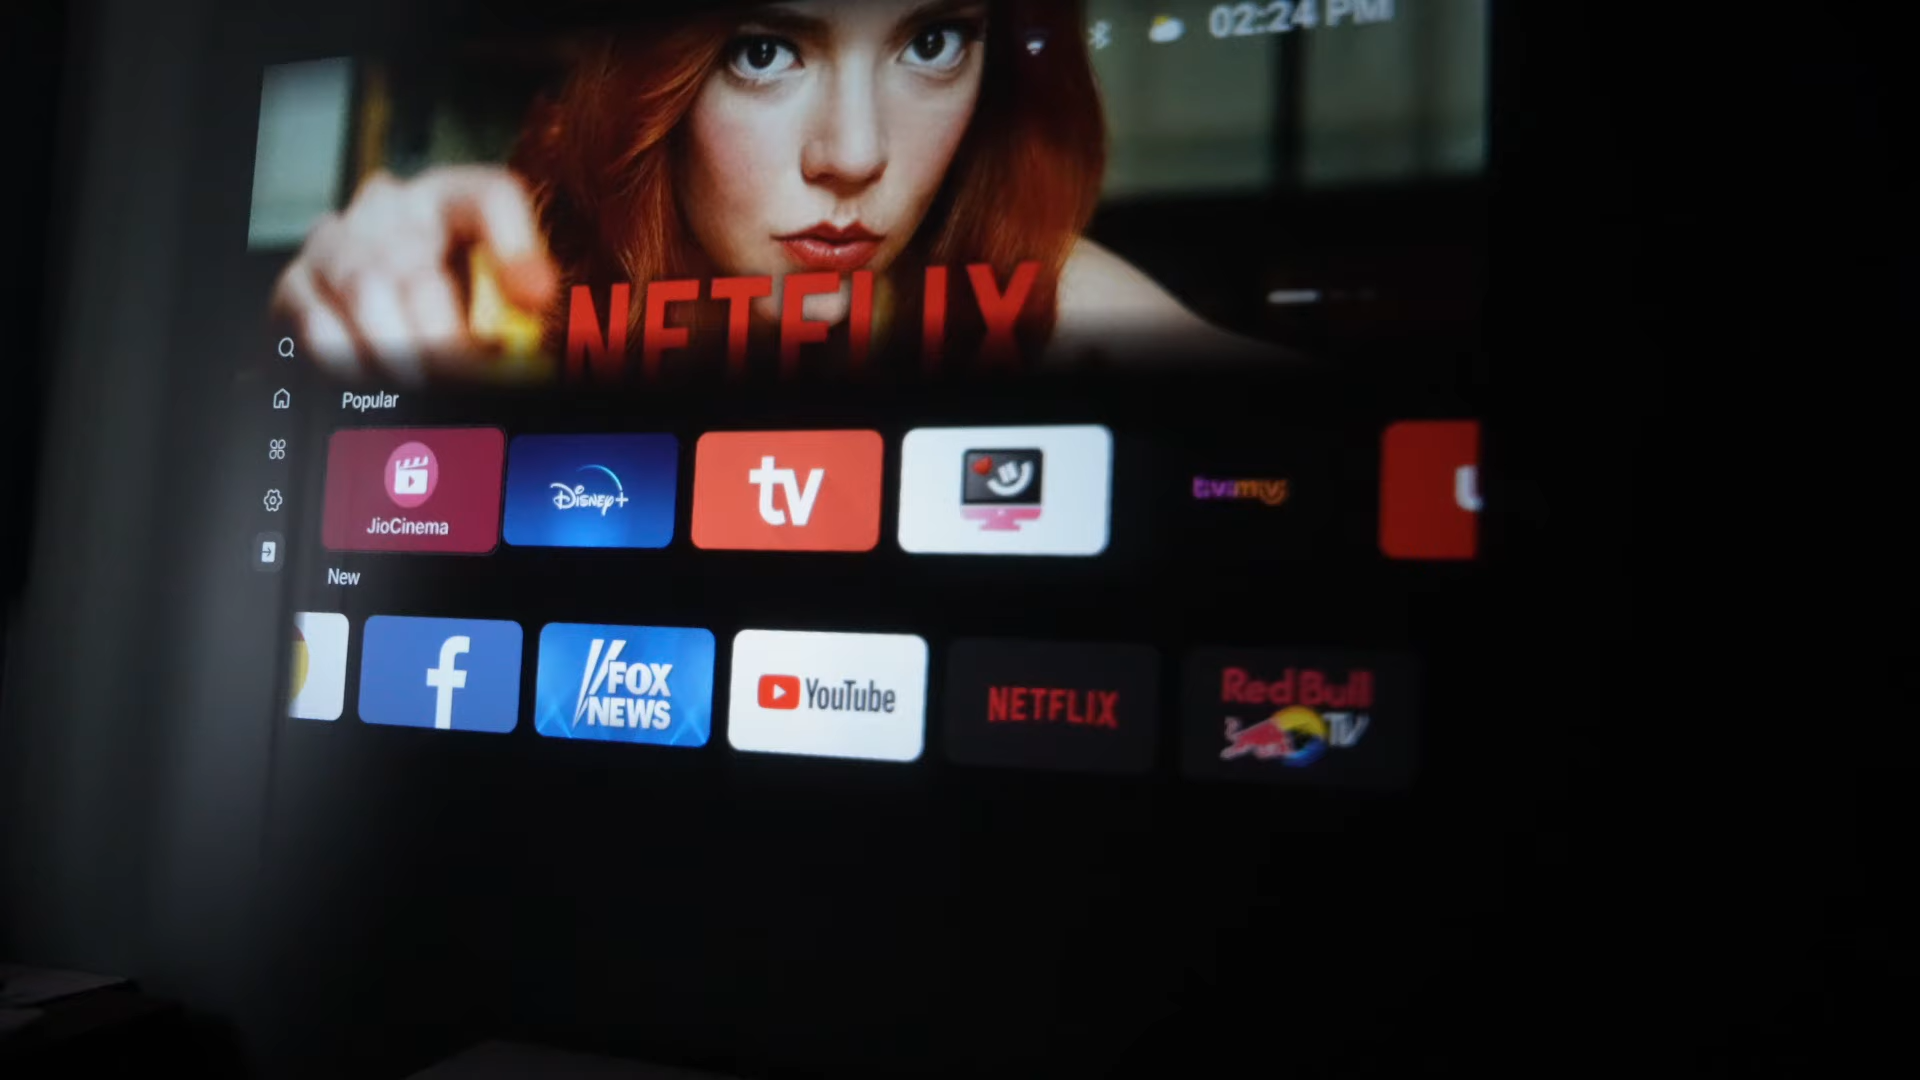 02:24 PM
NETFLIX
Popular
JioCinema
Disney+
tv
New
f
FOX
NEWS
YouTube
NETFLIX
Red Bull
TV